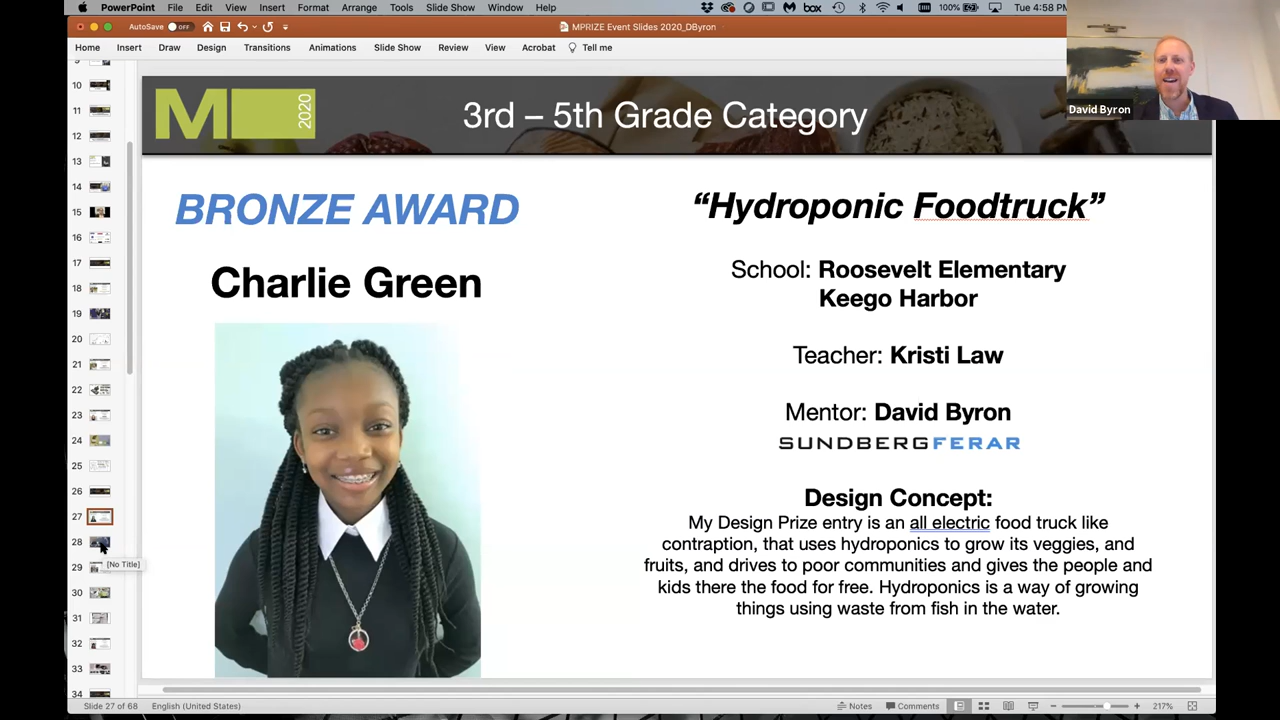 PowerPoint File Edit View Insert Format Arrange Tools Slide Show Window Help box 100% Tue 4:58 PM
AutoSave OFF MPRIZE Event Slides 2020_DByron
Home Insert Draw Design Transitions Animations Slide Show Review View Acrobat Tell me
David Byron
M 2020
3rd – 5th Grade Category
BRONZE AWARD
Charlie Green
“Hydroponic Foodtruck”
School: Roosevelt Elementary
Keego Harbor
Teacher: Kristi Law
Mentor: David Byron
SUNDBERGFERAR
Design Concept:
My Design Prize entry is an all electric food truck like
contraption, that uses hydroponics to grow its veggies, and
fruits, and drives to poor communities and gives the people and
kids there the food for free. Hydroponics is a way of growing
things using waste from fish in the water.
9
10
11
12
13
14
15
16
17
18
19
20
21
22
23
24
25
26
27
28
[No Title]
29
30
31
32
33
34
Slide 27 of 68 English (United States) Notes Comments 217%